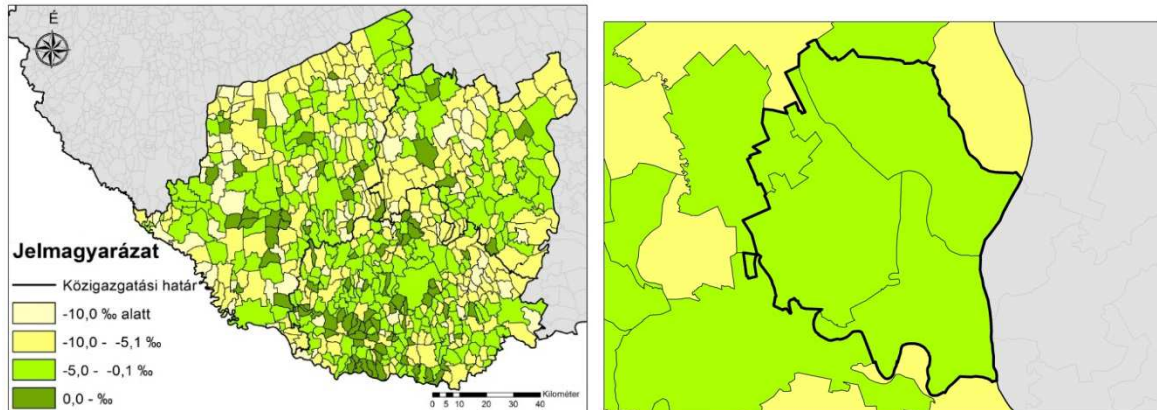 É
Jelmagyarázat
Közigazgatási határ
-10,0 ‰ alatt
-10,0 - -5,1 ‰
-5,0 - -0,1 ‰
0,0 - ‰
Kilométer
0 5 10 20 30 40